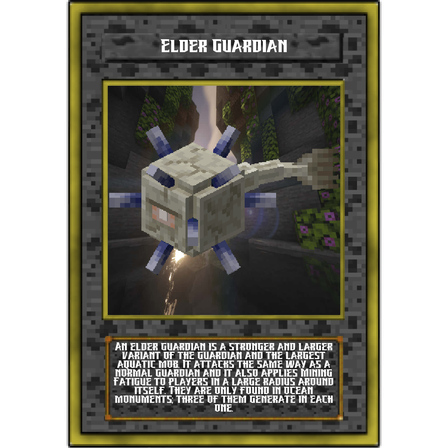 ELDER GUARDIAN
AN ELDER GUARDIAN IS A STRONGER AND LARGER
VARIANT OF THE GUARDIAN AND THE LARGEST
AQUATIC MOB. IT ATTACKS THE SAME WAY AS A
NORMAL GUARDIAN AND IT ALSO APPLIES MINING
FATIGUE TO PLAYERS IN A LARGE RADIUS AROUND
ITSELF. THEY ARE ONLY FOUND IN OCEAN
MONUMENTS; THREE OF THEM GENERATE IN EACH
ONE.